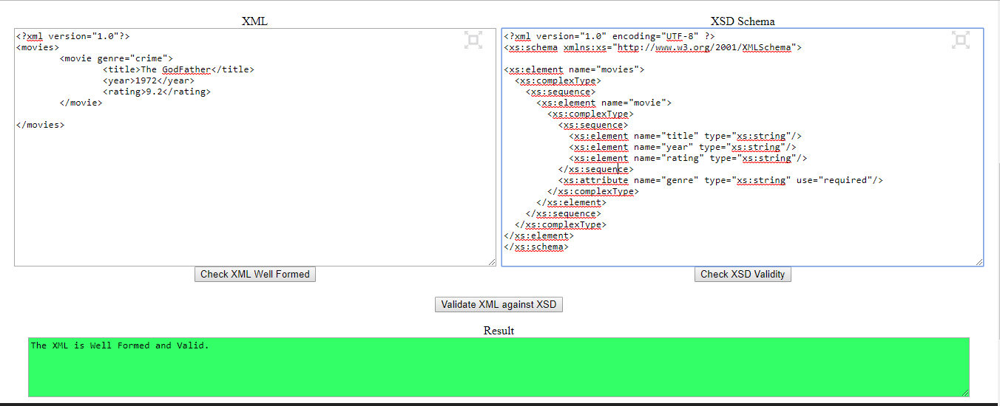 XML
<?xml version="1.0"?>
<movies>
<movie genre="crime">
<title>The GodFather</title>
<year>1972</year>
<rating>9.2</rating>
</movie>
</movies>
Check XML Well Formed
XSD Schema
<?xml version="1.0" encoding="UTF-8" ?>
<xs:schema xmlns:xs="http://www.w3.org/2001/XMLSchema">
<xs:element name="movies">
<xs:complexType>
<xs:sequence>
<xs:element name="movie">
<xs:complexType>
<xs:sequence>
<xs:element name="title" type="xs:string"/>
<xs:element name="year" type="xs:string"/>
<xs:element name="rating" type="xs:string"/>
</xs:sequence>
<xs:attribute name="genre" type="xs:string" use="required"/>
</xs:complexType>
</xs:element>
</xs:sequence>
</xs:complexType>
</xs:element>
</xs:schema>
Check XSD Validity
Validate XML against XSD
Result
The XML is Well Formed and Valid.